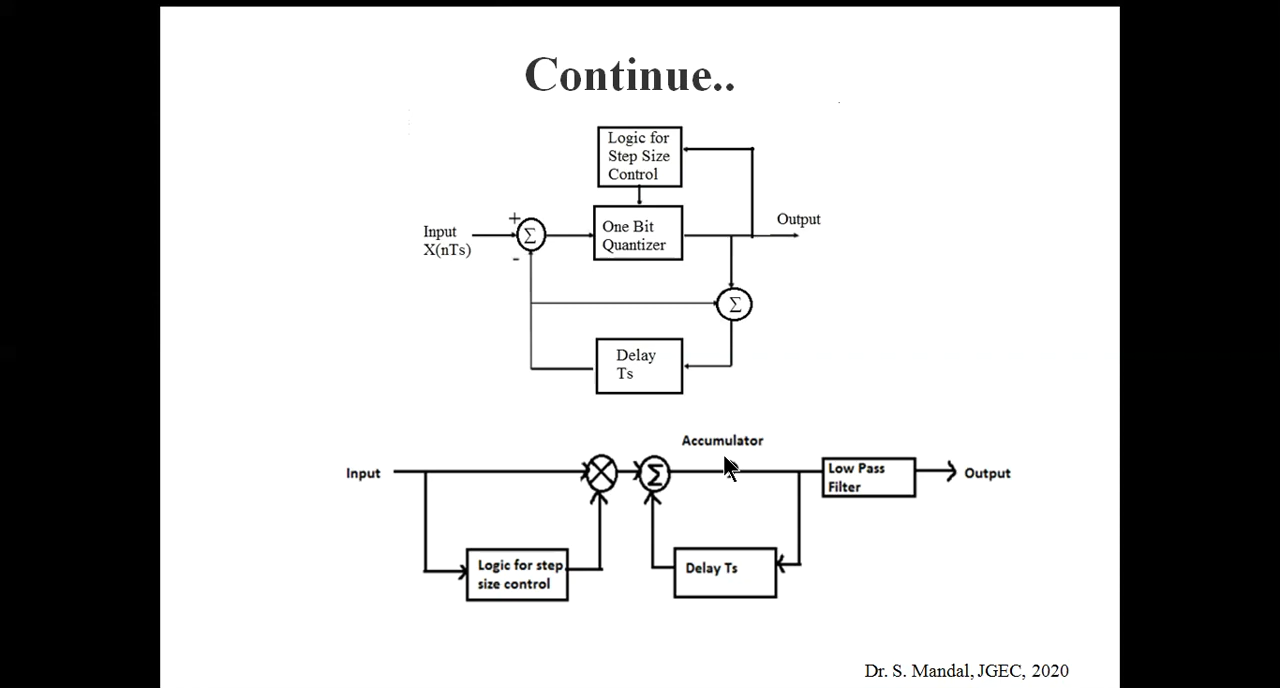 Continue..
Logic for
Step Size
Control
Output
+
Input
X(nTs)
Σ
One Bit
Quantizer
-
Σ
Delay
Ts
Accumulator
Input
Σ
Low Pass
Filter
Output
Logic for step
size control
Delay Ts
Dr. S. Mandal, JGEC, 2020